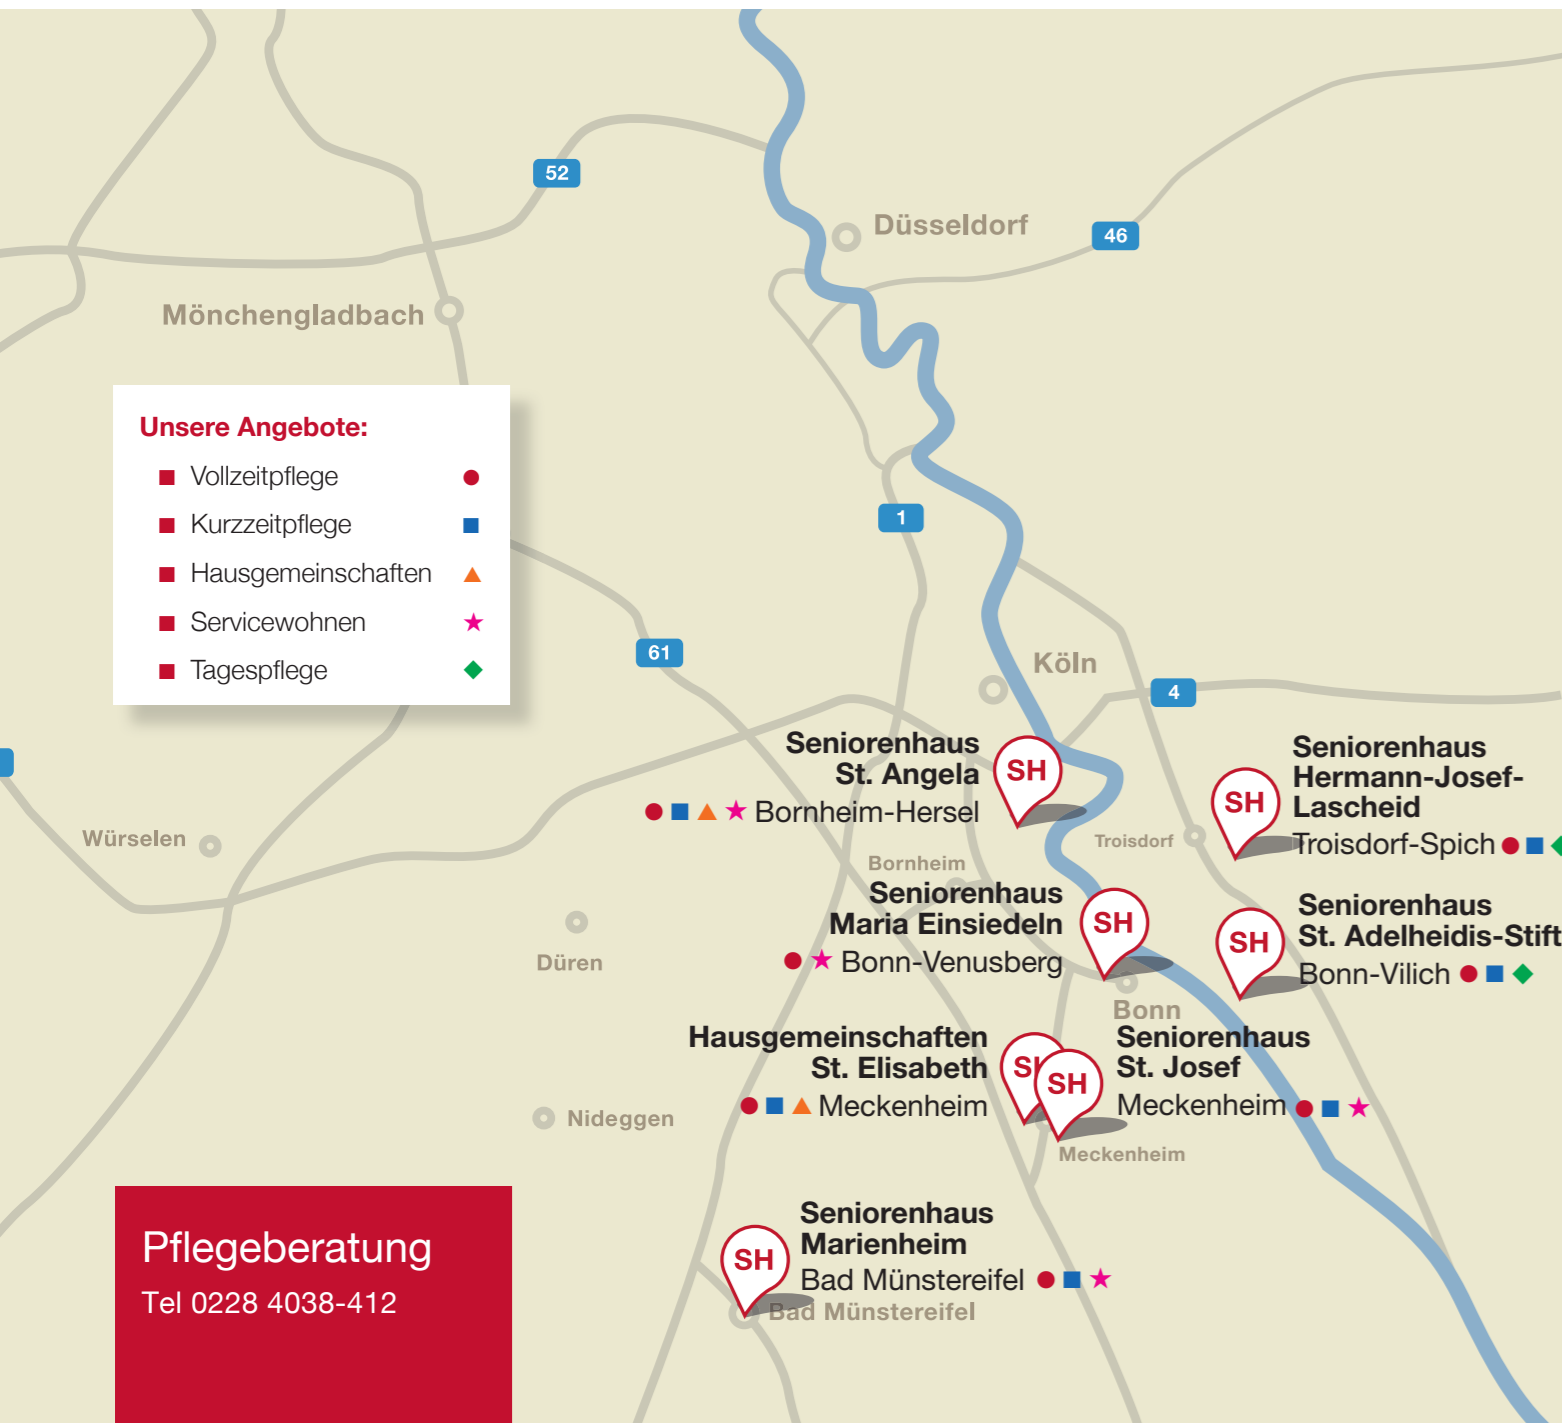 52
Düsseldorf
46
Mönchengladbach
Unsere Angebote:
Vollzeitpflege
Kurzzeitpflege
Hausgemeinschaften
Servicewohnen
Tagespflege
1
61
Köln
4
Seniorenhaus
St. Angela
Bornheim-Hersel
SH
Seniorenhaus
Hermann-Josef-
Lascheid
Troisdorf-Spich
SH
Würselen
Troisdorf
Bornheim
Seniorenhaus
Maria Einsiedeln
Bonn-Venusberg
SH
Seniorenhaus
St. Adelheidis-Stift
Bonn-Vilich
SH
Düren
Bonn
Hausgemeinschaften
St. Elisabeth
Meckenheim
SH
SH
Seniorenhaus
St. Josef
Meckenheim
Nideggen
Meckenheim
Seniorenhaus
Marienheim
Bad Münstereifel
SH
Bad Münstereifel
Pflegeberatung
Tel 0228 4038-412